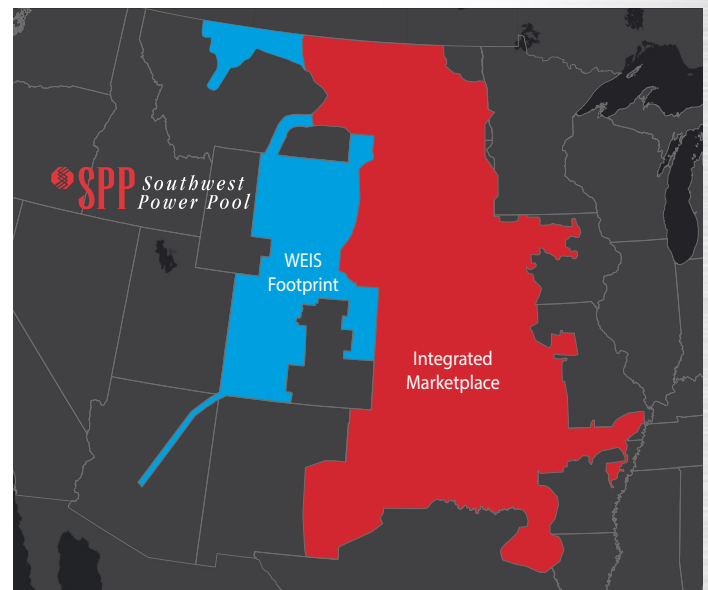 SPP Southwest
Power Pool
WEIS
Footprint
Integrated
Marketplace